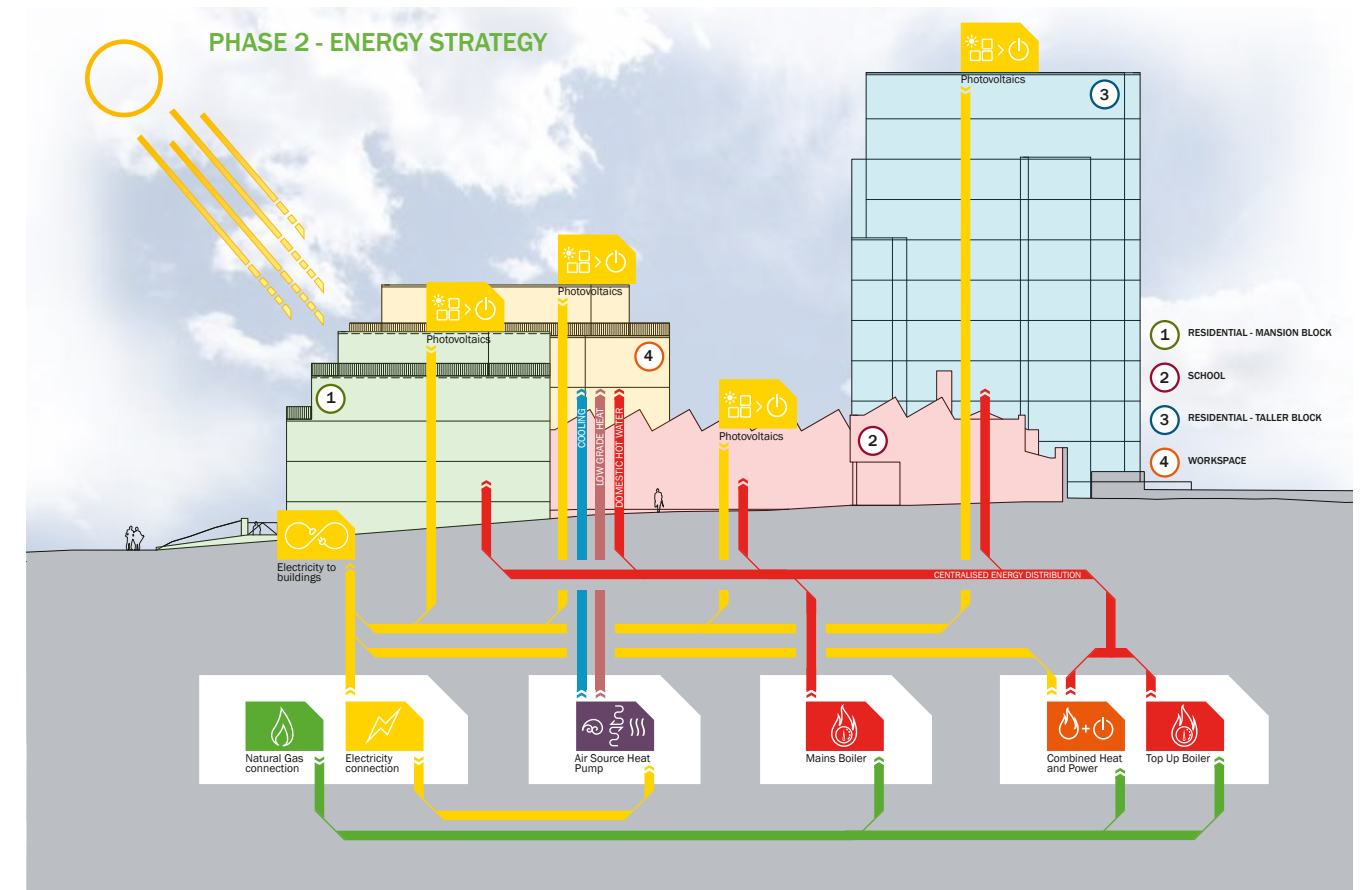 PHASE 2 - ENERGY STRATEGY
Photovoltaics
3
Photovoltaics
Photovoltaics
4
1
Photovoltaics
2
COOLING
LOW GRADE HEAT
DOMESTIC HOT WATER
1 RESIDENTIAL - MANSION BLOCK
2 SCHOOL
3 RESIDENTIAL - TALLER BLOCK
4 WORKSPACE
Electricity to
buildings
CENTRALISED ENERGY DISTRIBUTION
Natural Gas
connection
Electricity
connection
Air Source Heat
Pump
Mains Boiler
Combined Heat
and Power
Top Up Boiler